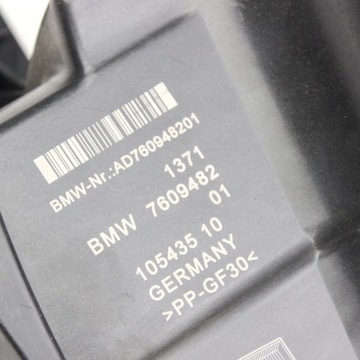 BMW-Nr.:AD760948201
1371
BMW 7609482
01
105435 10
GERMANY
>PP-GF30<